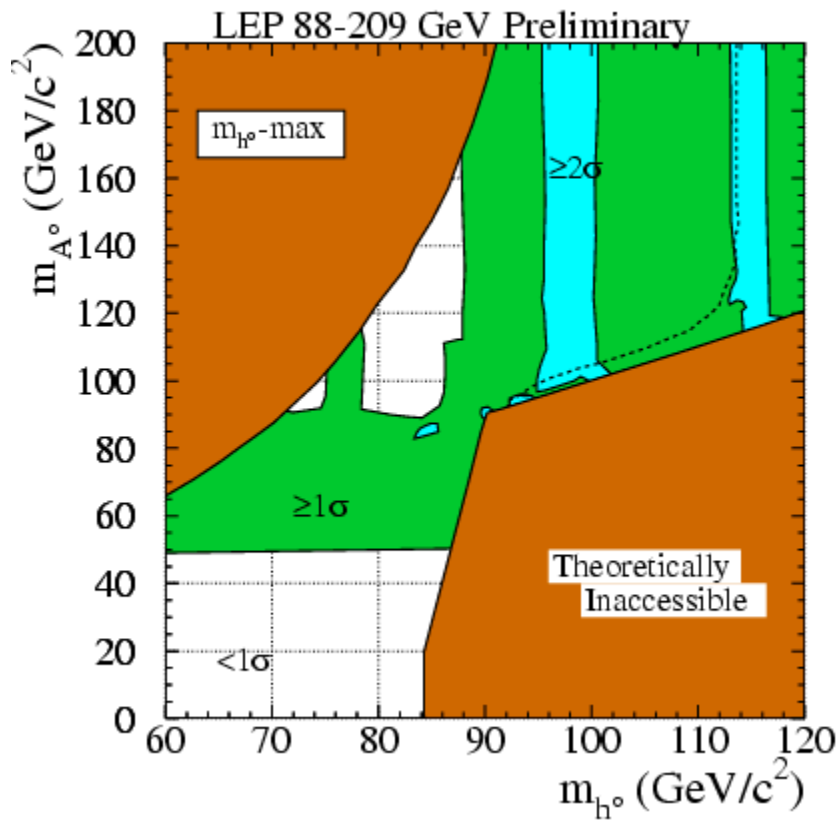 LEP 88-209 GeV Preliminary
m_A° (GeV/c²)
200
180
160
140
120
100
80
60
40
20
0
m_h°-max
≥2σ
≥1σ
<1σ
Theoretically
Inaccessible
60 70 80 90 100 110 120
m_h° (GeV/c²)